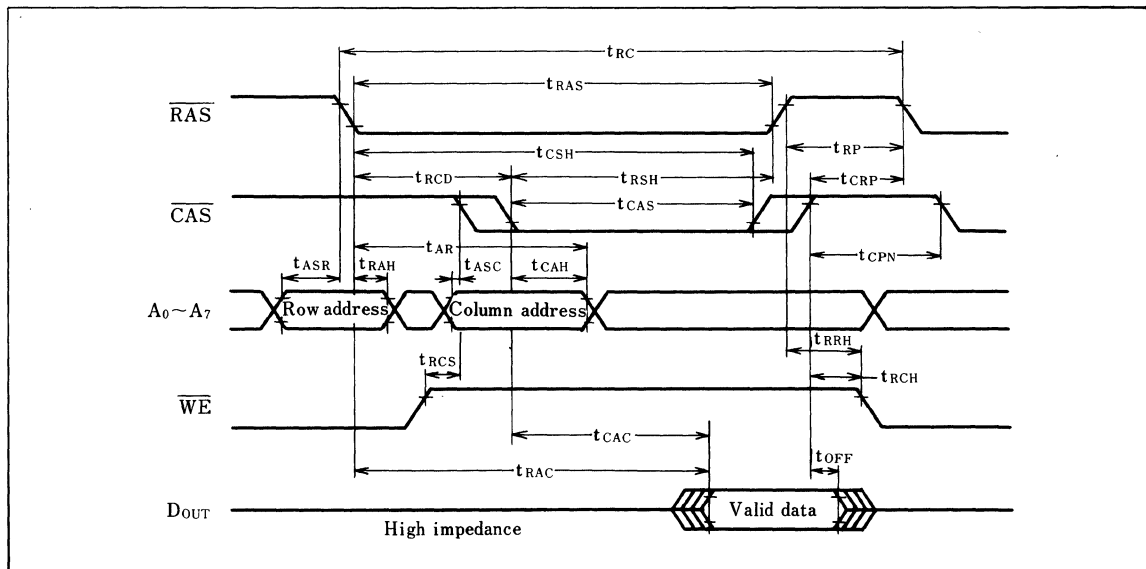 tRC
tRAS
RAS
tRP
tCSH
tRCD
tRSH
tCRP
tCAS
CAS
tAR
tCPN
tASR
tRAH
tASC
tCAH
A0~A7
Row address
Column address
tRRH
tRCS
tRCH
WE
tCAC
tOFF
tRAC
DOUT
Valid data
High impedance